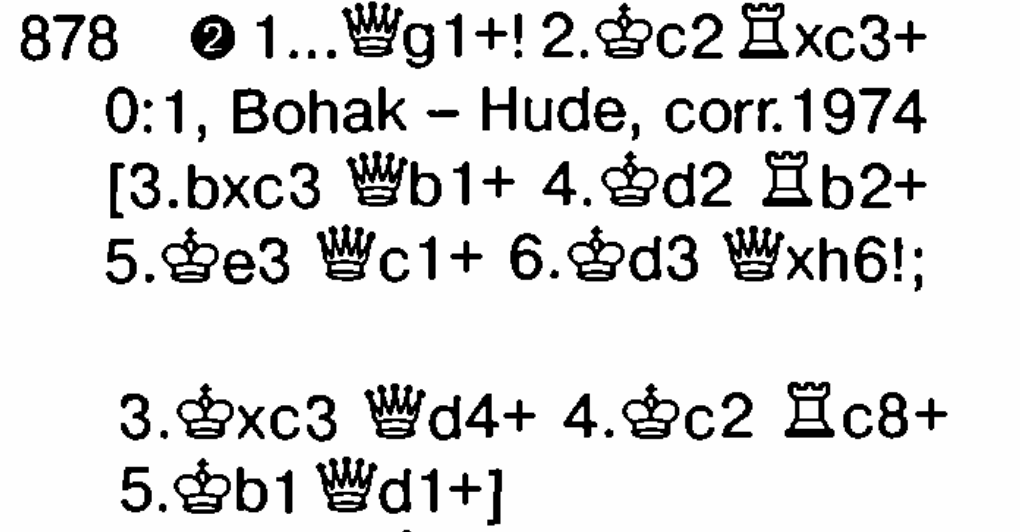 878 ❷ 1...♕g1+! 2.♔c2 ♖xc3+
0:1, Bohak – Hude, corr.1974
[3.bxc3 ♕b1+ 4.♔d2 ♖b2+
5.♔e3 ♕c1+ 6.♔d3 ♕xh6!;
3.♔xc3 ♕d4+ 4.♔c2 ♖c8+
5.♔b1 ♕d1+]